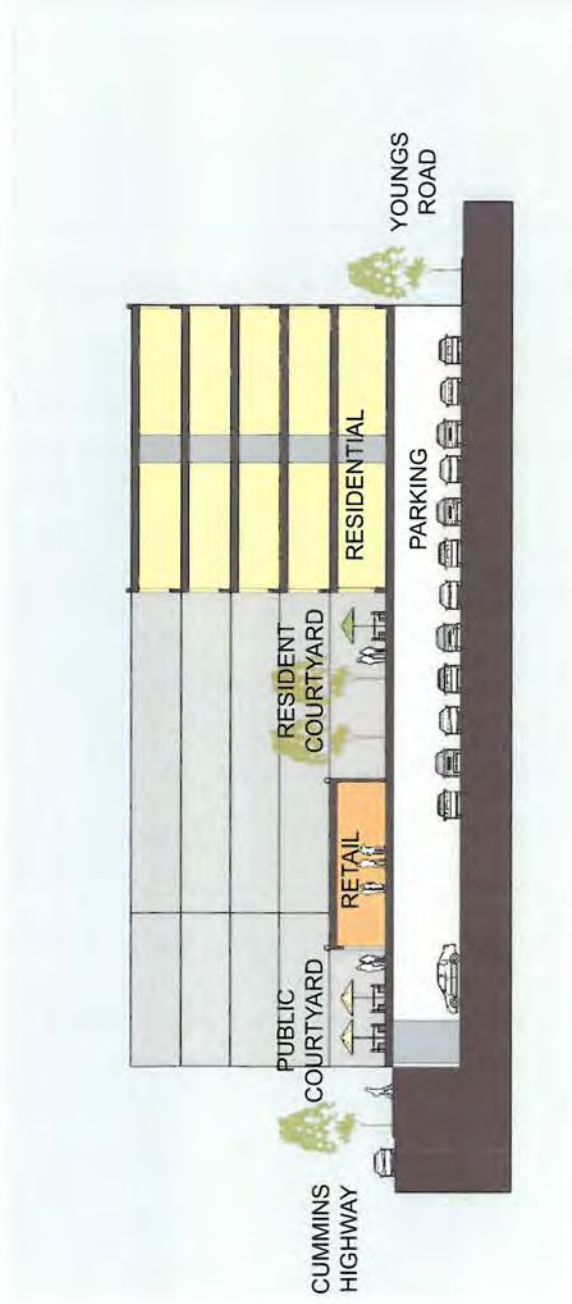 CUMMINS
HIGHWAY
PUBLIC
COURTYARD
RETAIL
RESIDENT
COURTYARD
RESIDENTIAL
PARKING
YOUNGS
ROAD